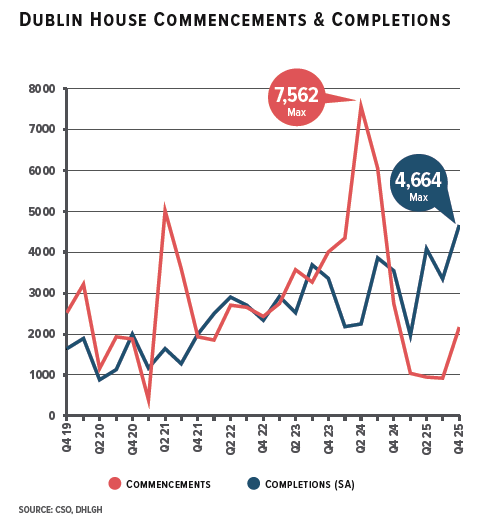 DUBLIN HOUSE COMMENCEMENTS & COMPLETIONS
7,562
Max
4,664
Max
8000
7000
6000
5000
4000
3000
2000
1000
0
Q4 19
Q2 20
Q4 20
Q2 21
Q4 21
Q2 22
Q4 22
Q2 23
Q4 23
Q2 24
Q4 24
Q2 25
Q4 25
COMMENCEMENTS
COMPLETIONS (SA)
SOURCE: CSO, DHLGH